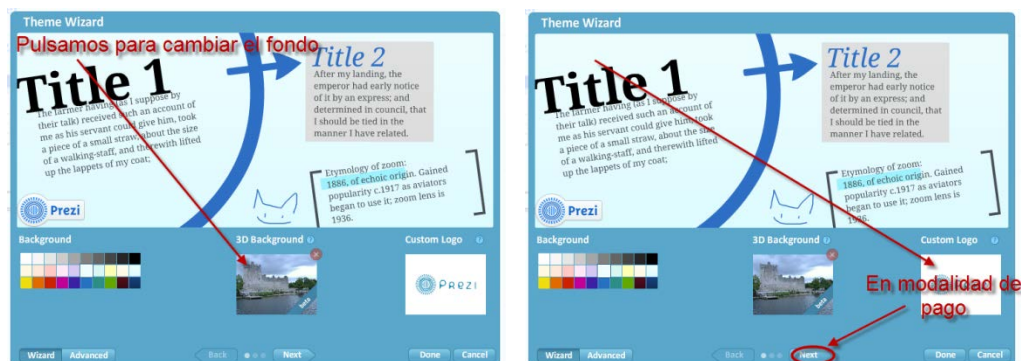 Theme Wizard
Pulsamos para cambiar el fondo
Title 1
The farmer having (as I suppose by
their talk) received such an account of
me as his servant could give him, took
a piece of a small straw, about the size
of a walking-staff, and therewith lifted
up the lappets of my coat;
Title 2
After my landing, the
emperor had early notice
of it by an express; and
determined in council, that
I should be tied in the
manner I have related.
Etymology of zoom:
1886, of echoic origin. Gained
popularity c.1917 as aviators
began to use it; zoom lens is
1936.
Prezi
Background
3D Background
Custom Logo
beta
PREZI
Wizard
Advanced
Back
Next
Done
Cancel
Theme Wizard
Title 1
The farmer having (as I suppose by
their talk) received such an account of
me as his servant could give him, took
a piece of a small straw, about the size
of a walking-staff, and therewith lifted
up the lappets of my coat;
Title 2
After my landing, the
emperor had early notice
of it by an express; and
determined in council, that
I should be tied in the
manner I have related.
Etymology of zoom:
1886, of echoic origin. Gained
popularity c.1917 as aviators
began to use it; zoom lens is
1936.
Prezi
Background
3D Background
Custom Logo
beta
En modalidad de
pago
Wizard
Advanced
Back
Next
Done
Cancel